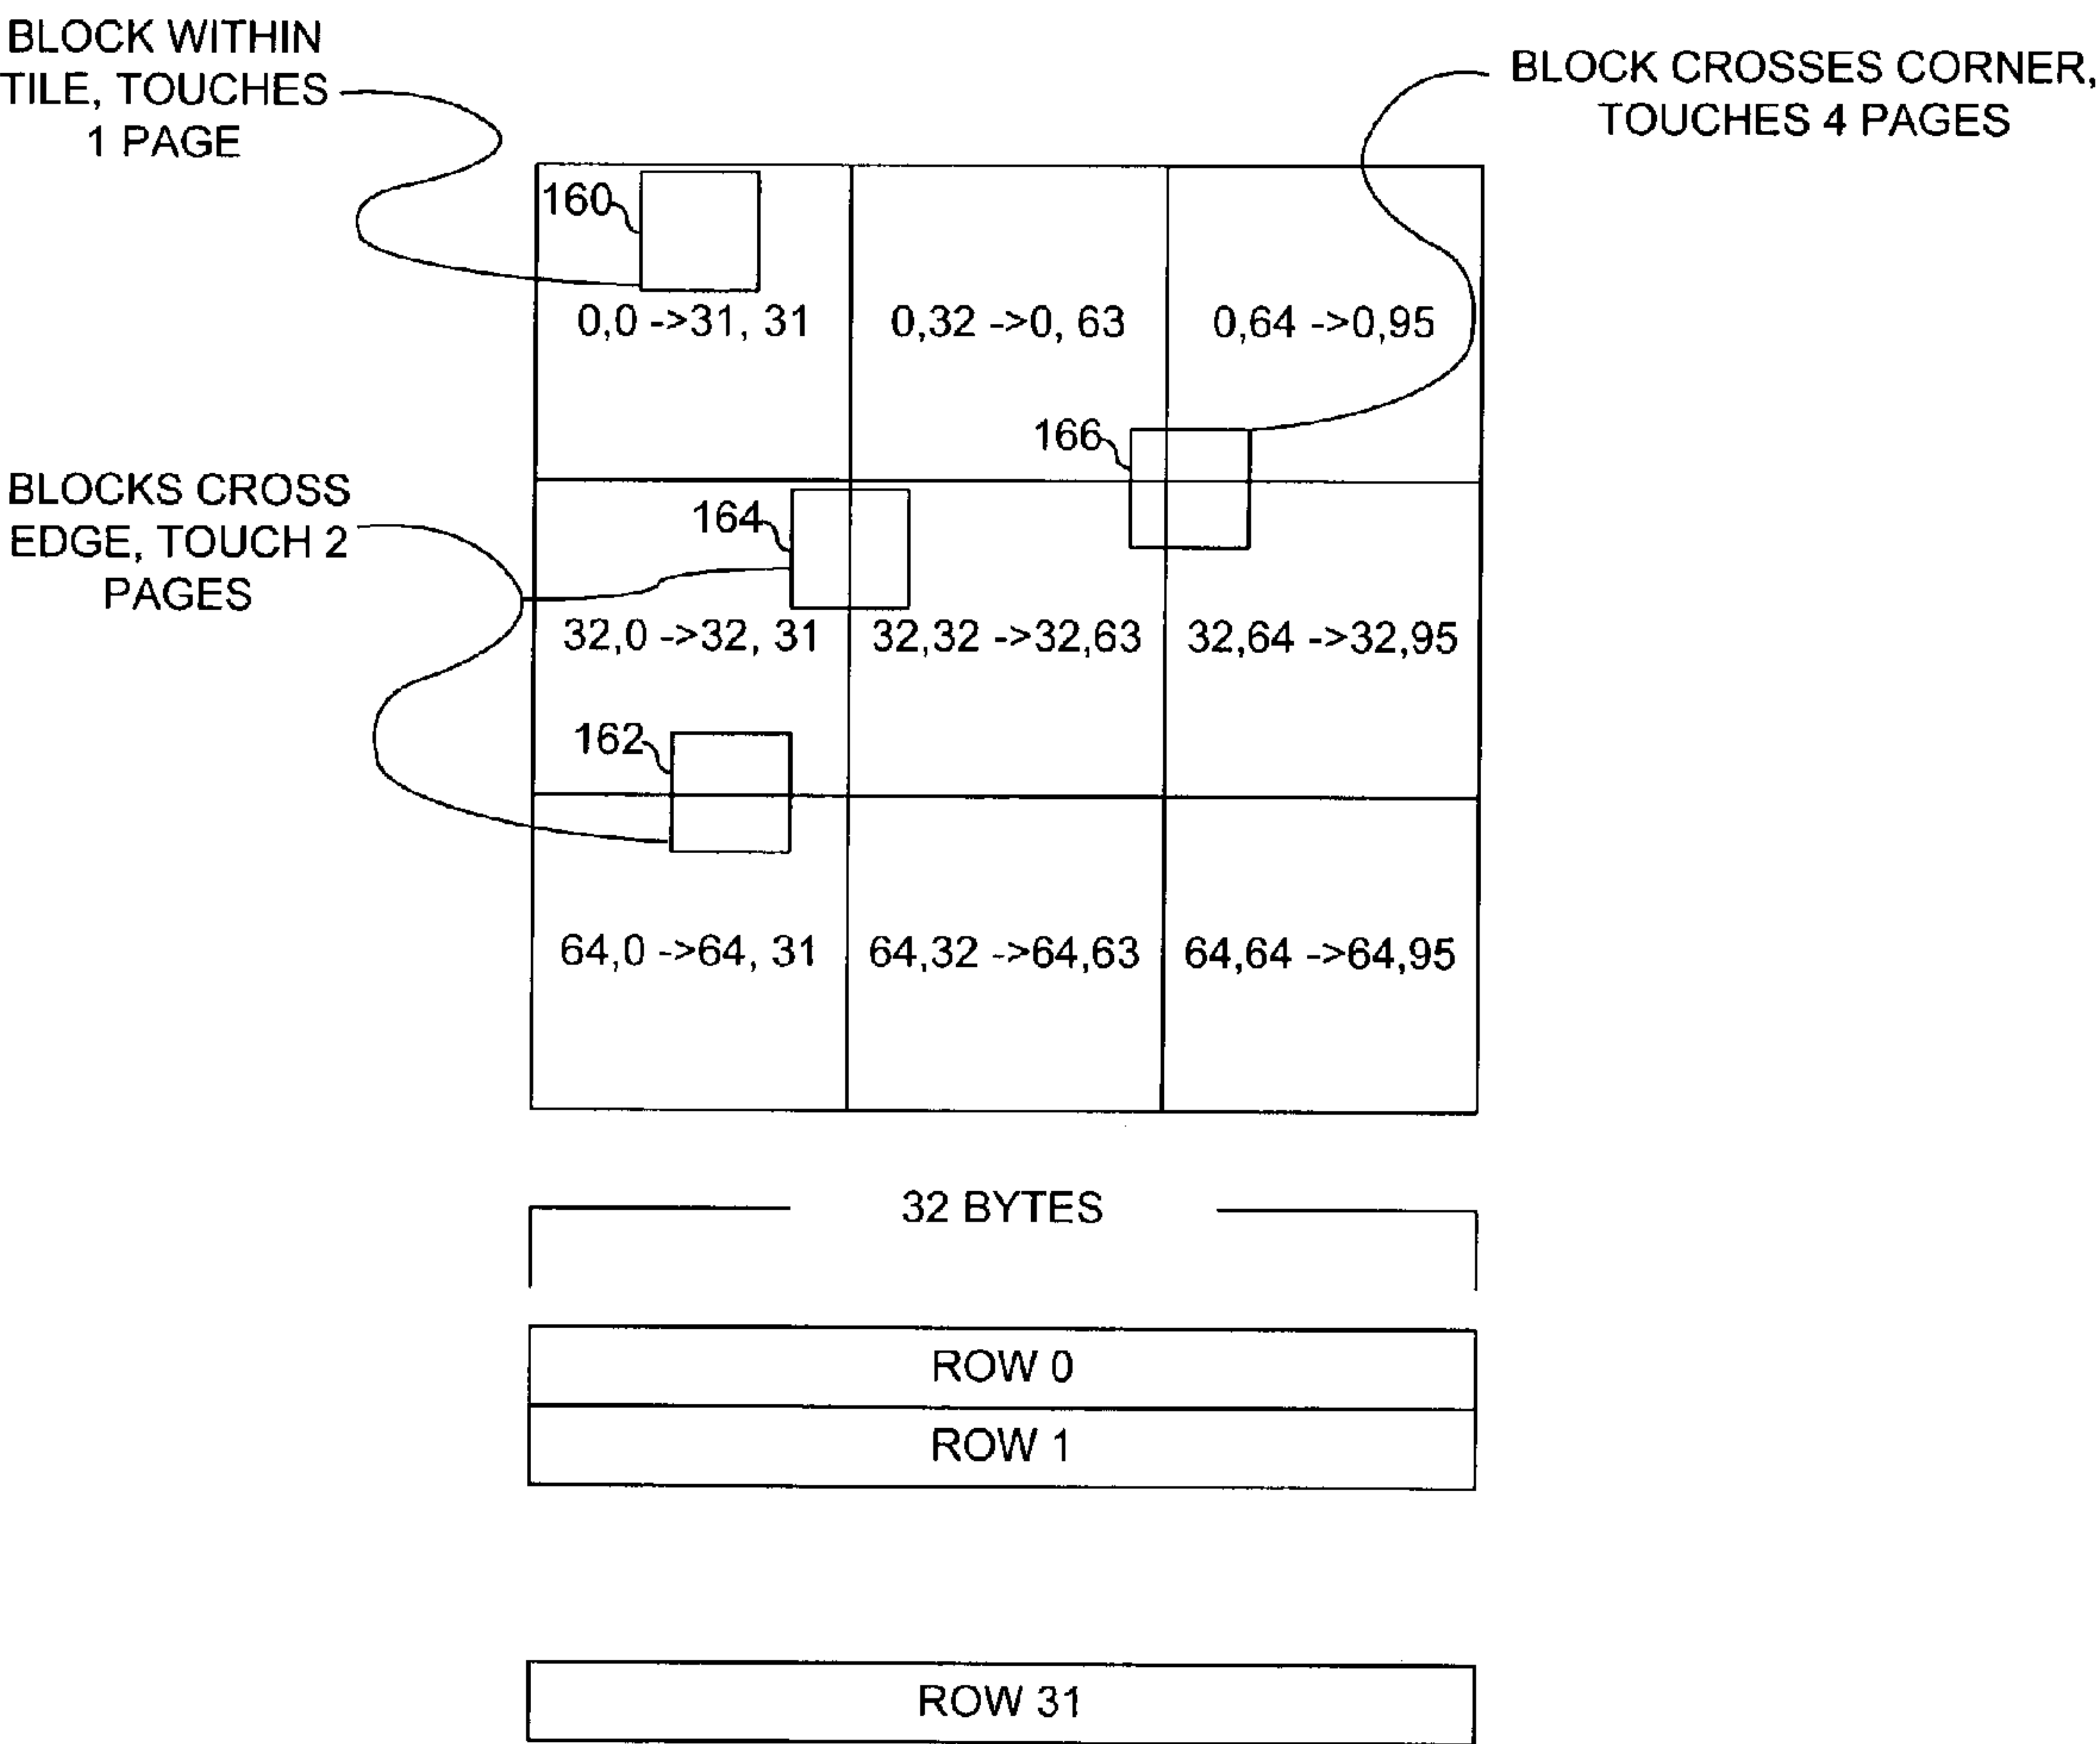 BLOCK WITHIN
TILE, TOUCHES
1 PAGE
BLOCK CROSSES CORNER,
TOUCHES 4 PAGES
160
0,0 ->31, 31
0,32 ->0, 63
0,64 ->0,95
166
BLOCKS CROSS
EDGE, TOUCH 2
PAGES
164
32,0 ->32, 31
32,32 ->32,63
32,64 ->32,95
162
64,0 ->64, 31
64,32 ->64,63
64,64 ->64,95
32 BYTES
ROW 0
ROW 1
ROW 31